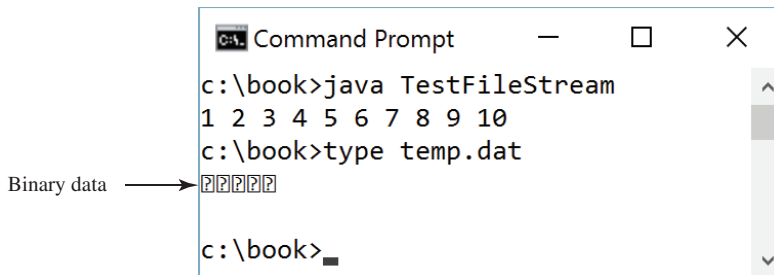 Command Prompt
c:\book>java TestFileStream
1 2 3 4 5 6 7 8 9 10
c:\book>type temp.dat
Binary data
⍰⍰⍰⍰⍰
c:\book>